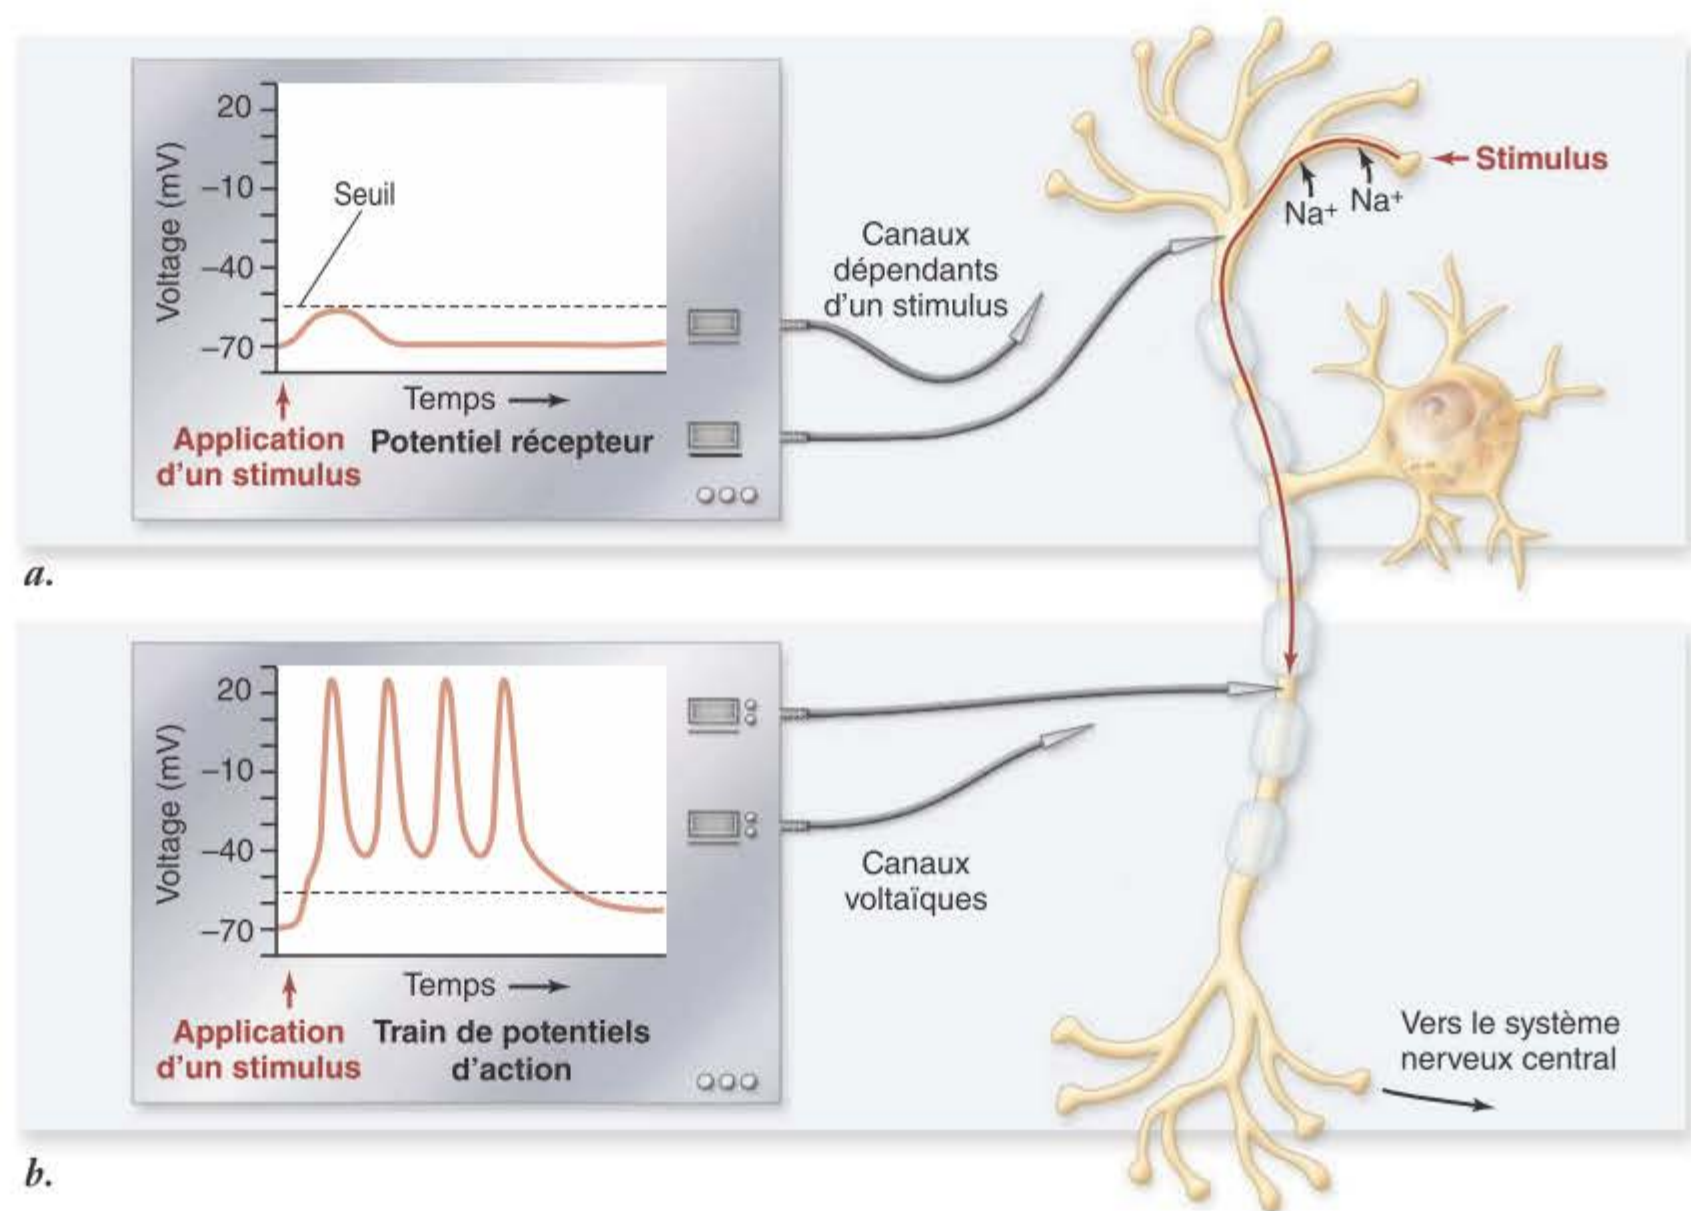 20
−10
−40
−70
Voltage (mV)
Seuil
Temps
Application
d’un stimulus
Potentiel récepteur
Canaux
dépendants
d’un stimulus
Stimulus
Na⁺
Na⁺
a.
20
−10
−40
−70
Voltage (mV)
Temps
Application
d’un stimulus
Train de potentiels
d’action
Canaux
voltaïques
Vers le système
nerveux central
b.